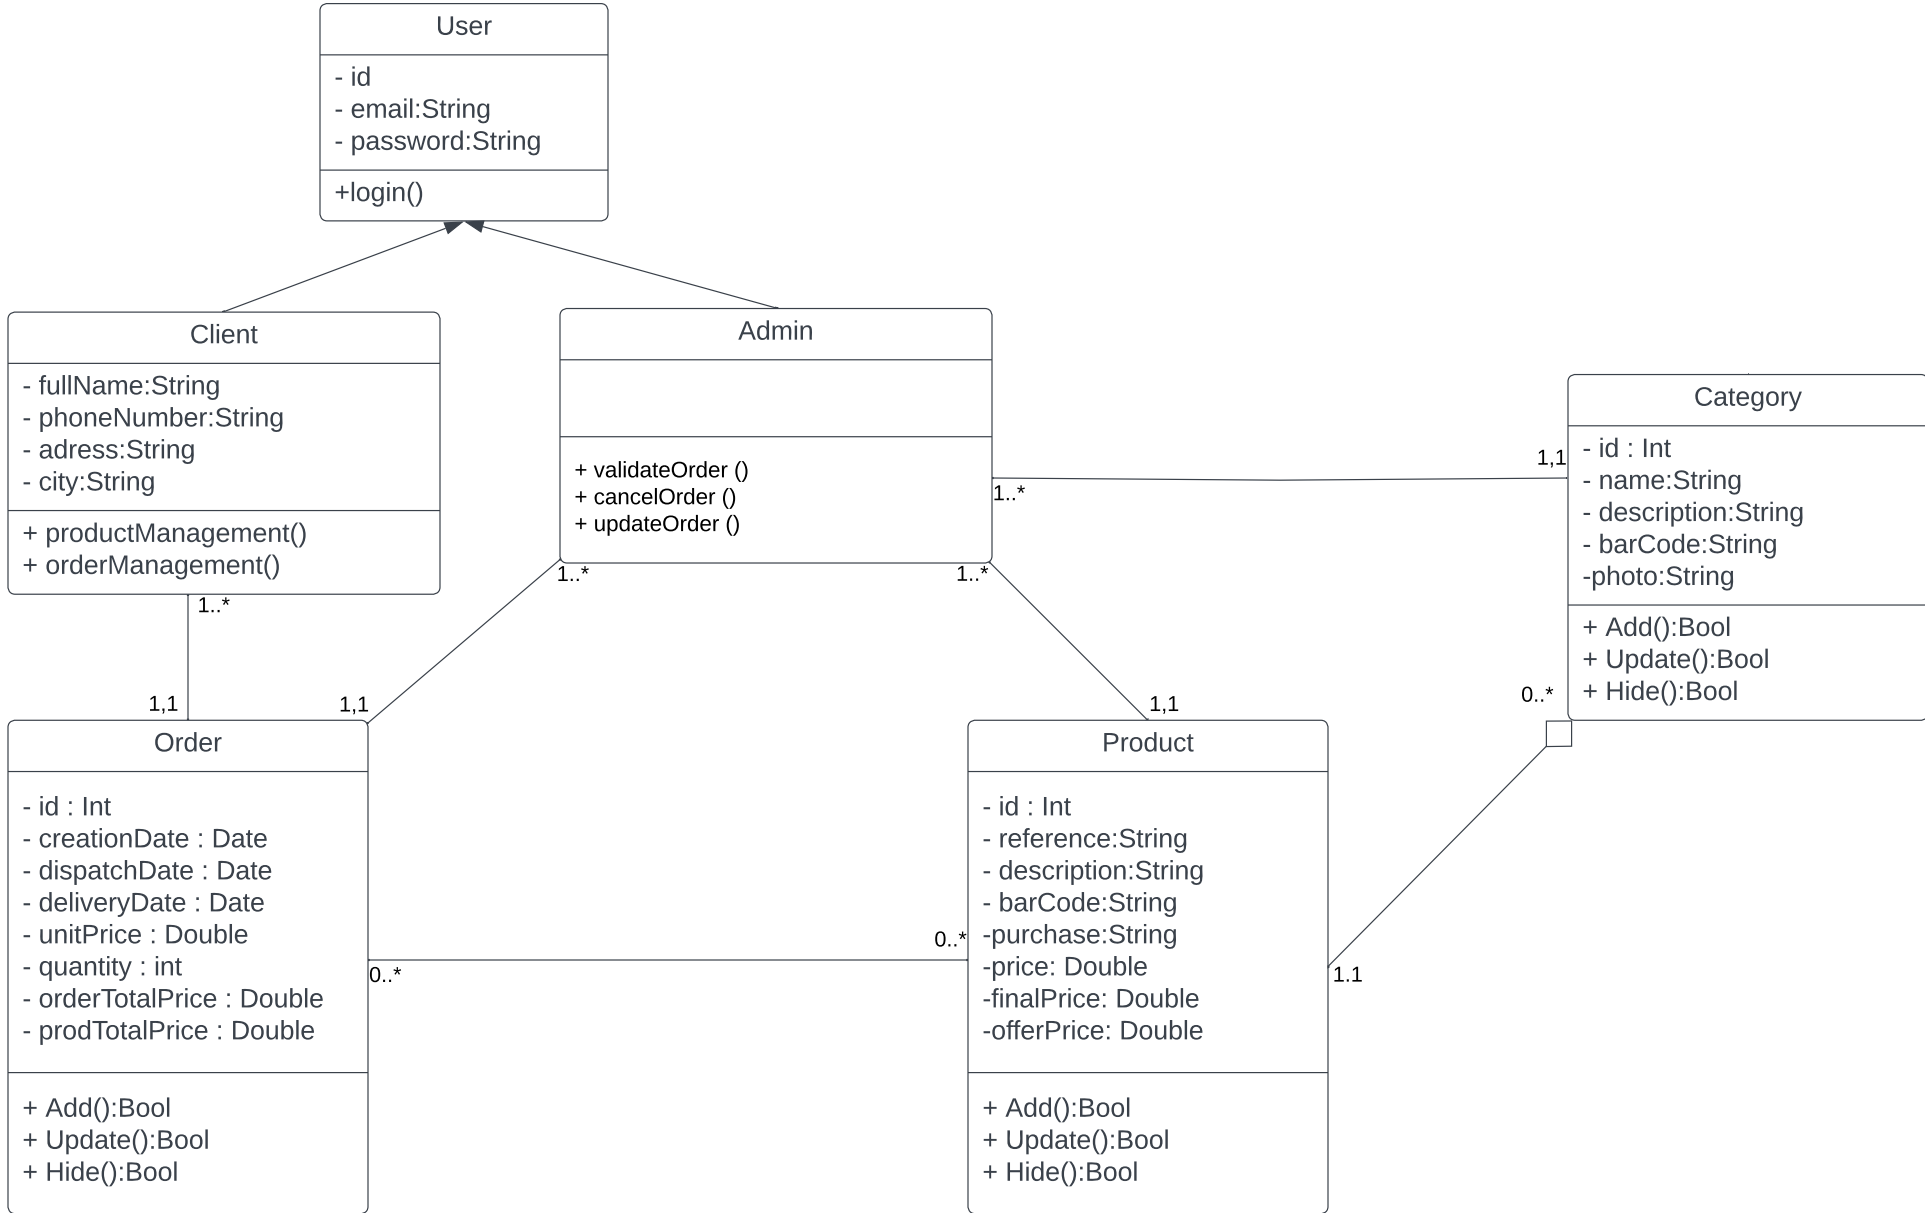 User
- id
- email:String
- password:String
+login()
Client
- fullName:String
- phoneNumber:String
- adress:String
- city:String
+ productManagement()
+ orderManagement()
1..*
1,1
Admin
+ validateOrder ()
+ cancelOrder ()
+ updateOrder ()
1..*
1,1
1..*
1,1
1..*
1,1
Category
- id : Int
- name:String
- description:String
- barCode:String
-photo:String
+ Add():Bool
+ Update():Bool
+ Hide():Bool
0..*
1.1
Order
- id : Int
- creationDate : Date
- dispatchDate : Date
- deliveryDate : Date
- unitPrice : Double
- quantity : int
- orderTotalPrice : Double
- prodTotalPrice : Double
+ Add():Bool
+ Update():Bool
+ Hide():Bool
0..*
0..*
Product
- id : Int
- reference:String
- description:String
- barCode:String
-purchase:String
-price: Double
-finalPrice: Double
-offerPrice: Double
+ Add():Bool
+ Update():Bool
+ Hide():Bool